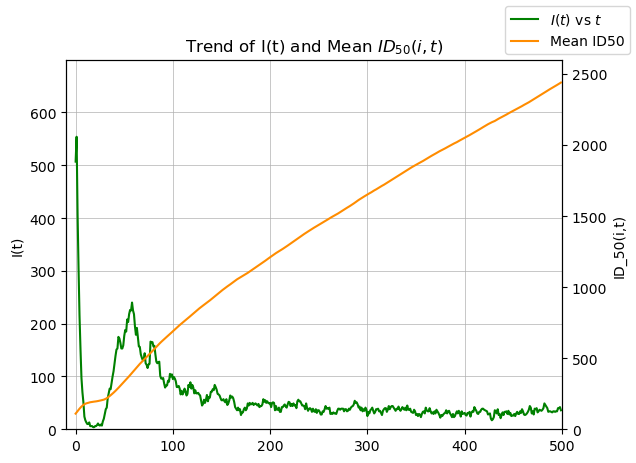 I(t) vs t
Mean ID50
Trend of I(t) and Mean ID₅₀(i, t)
600
500
400
300
200
100
0
I(t)
2500
2000
1500
1000
500
0
ID_50(i,t)
0 100 200 300 400 500